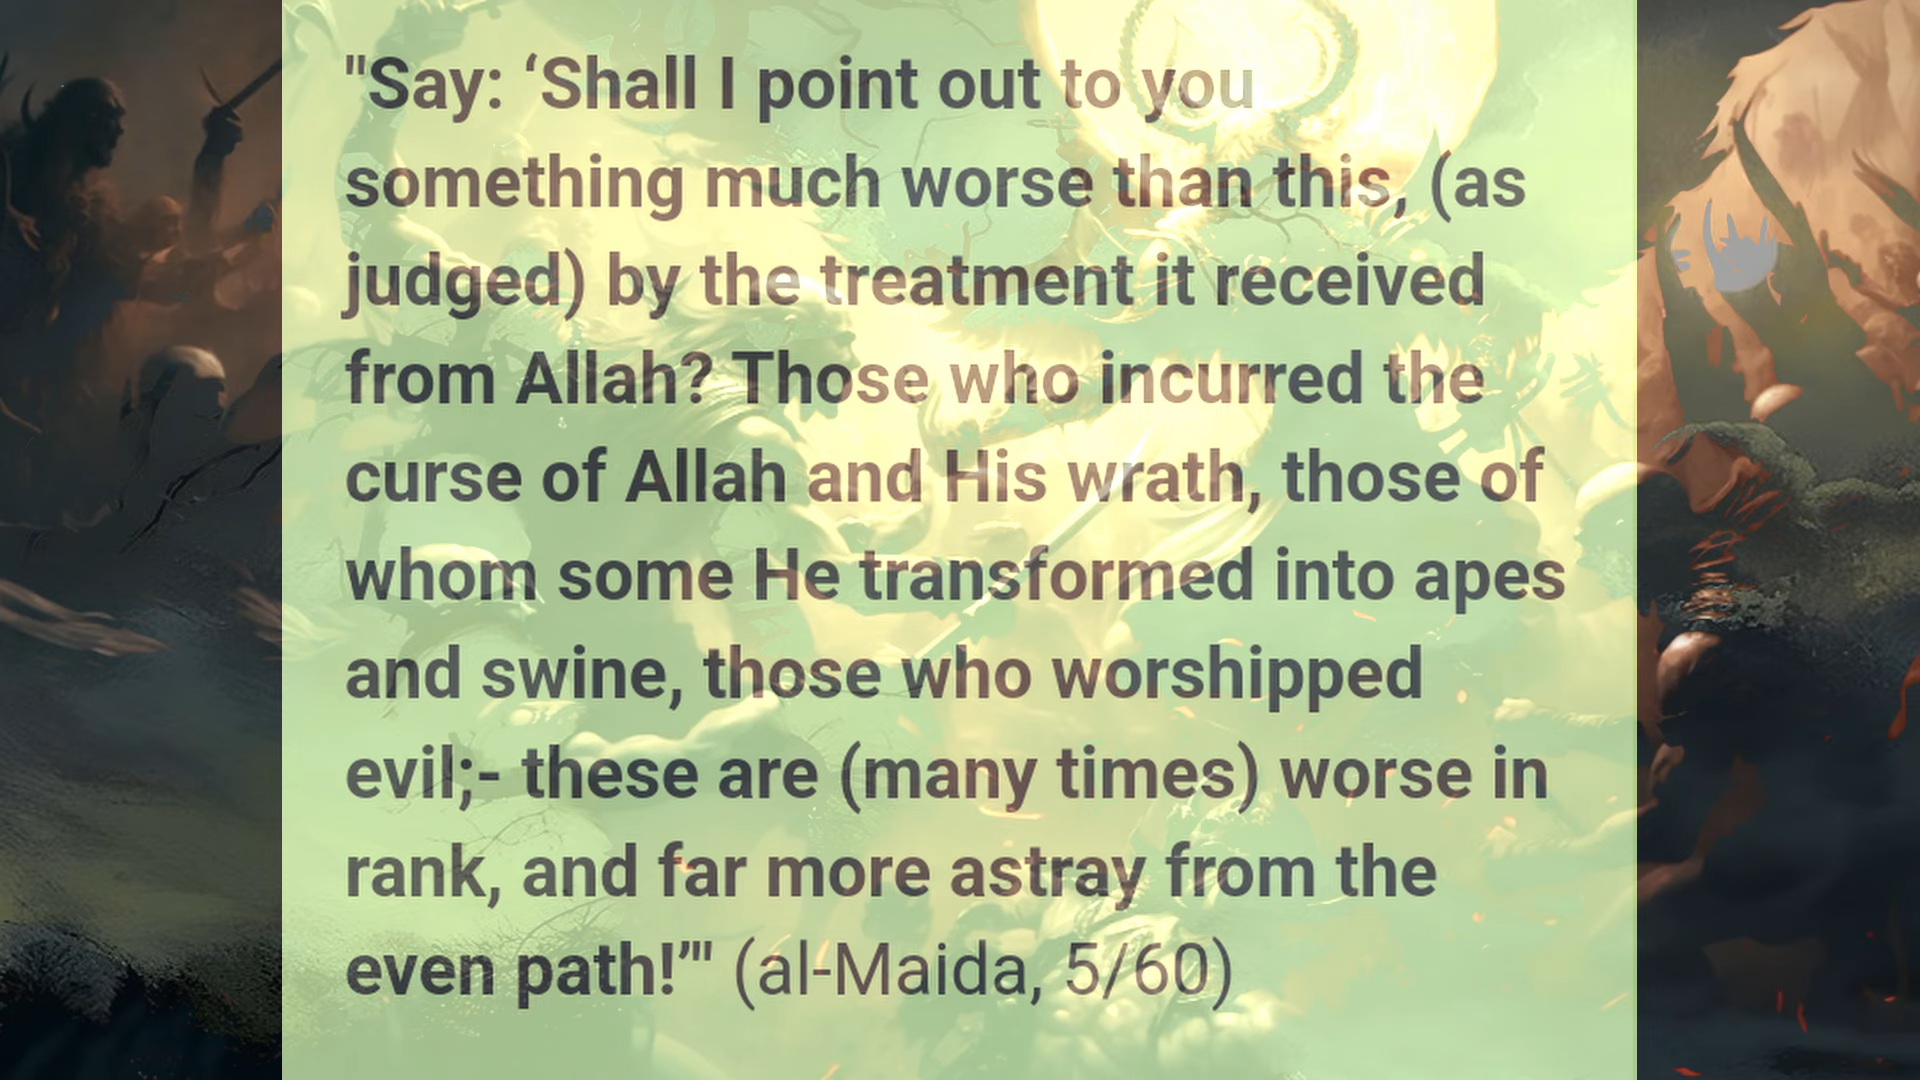 "Say: ‘Shall I point out to you
something much worse than this, (as
judged) by the treatment it received
from Allah? Those who incurred the
curse of Allah and His wrath, those of
whom some He transformed into apes
and swine, those who worshipped
evil;- these are (many times) worse in
rank, and far more astray from the
even path!’" (al-Maida, 5/60)